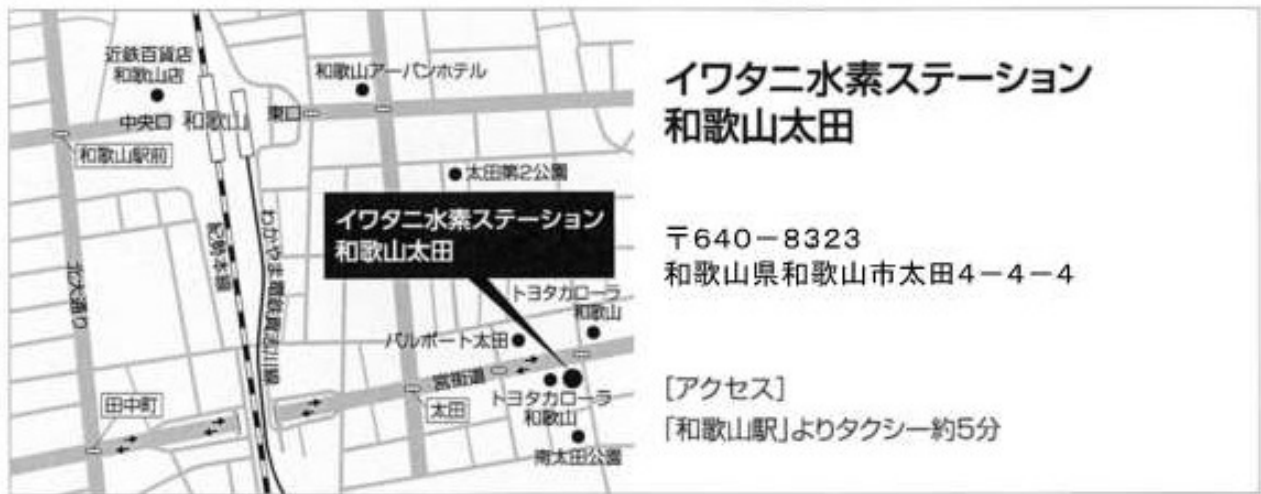 近鉄百貨店
和歌山店
和歌山アーバンホテル
中央口
和歌山
東口
和歌山駅前
太田第2公園
イワタニ水素ステーション
和歌山太田
紀勢本線
わかやま電鉄貴志川線
北大通り
トヨタカローラ
和歌山
パルポート太田
宮街道
田中町
太田
トヨタカローラ
和歌山
南太田公園
イワタニ水素ステーション
和歌山太田
〒640-8323
和歌山県和歌山市太田4-4-4
[アクセス]
「和歌山駅」よりタクシー約5分